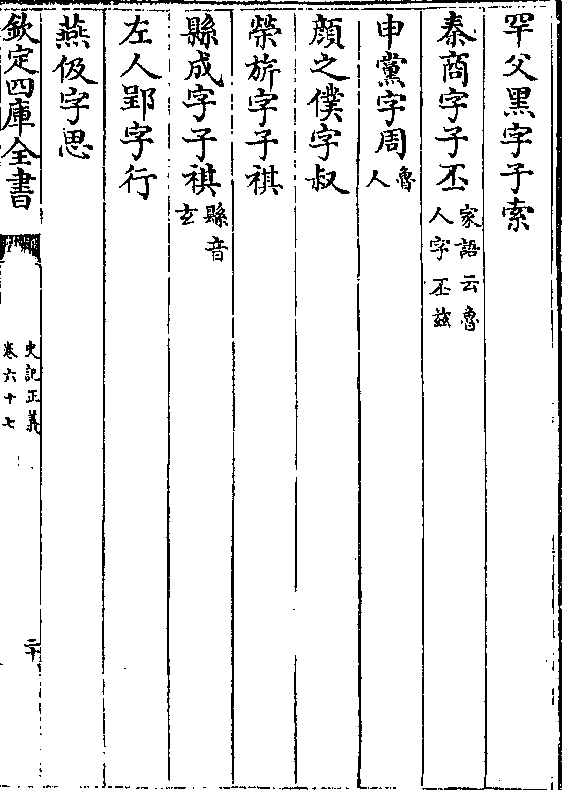 罕父黑字子索
秦商字子丕家語云魯人字丕兹
申黨字周魯人
顔之僕字叔
榮旂字子祺
縣成字子祺縣音玄
左人郢字行
燕伋字思
欽定四庫全書
史記正義
卷六十七
二十